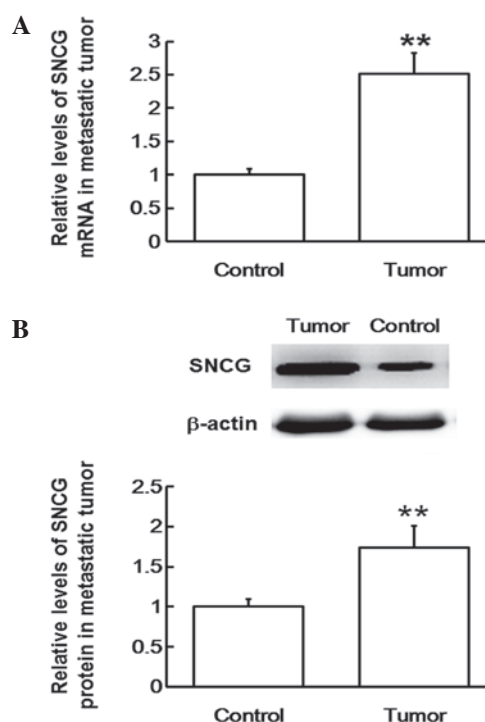 A
Relative levels of SNCG
mRNA in metastatic tumor
3
2.5
2
1.5
1
0.5
0
**
Control Tumor
B
Tumor Control
SNCG
β-actin
Relative levels of SNCG
protein in metastatic tumor
2.5
2
1.5
1
0.5
0
**
Control Tumor